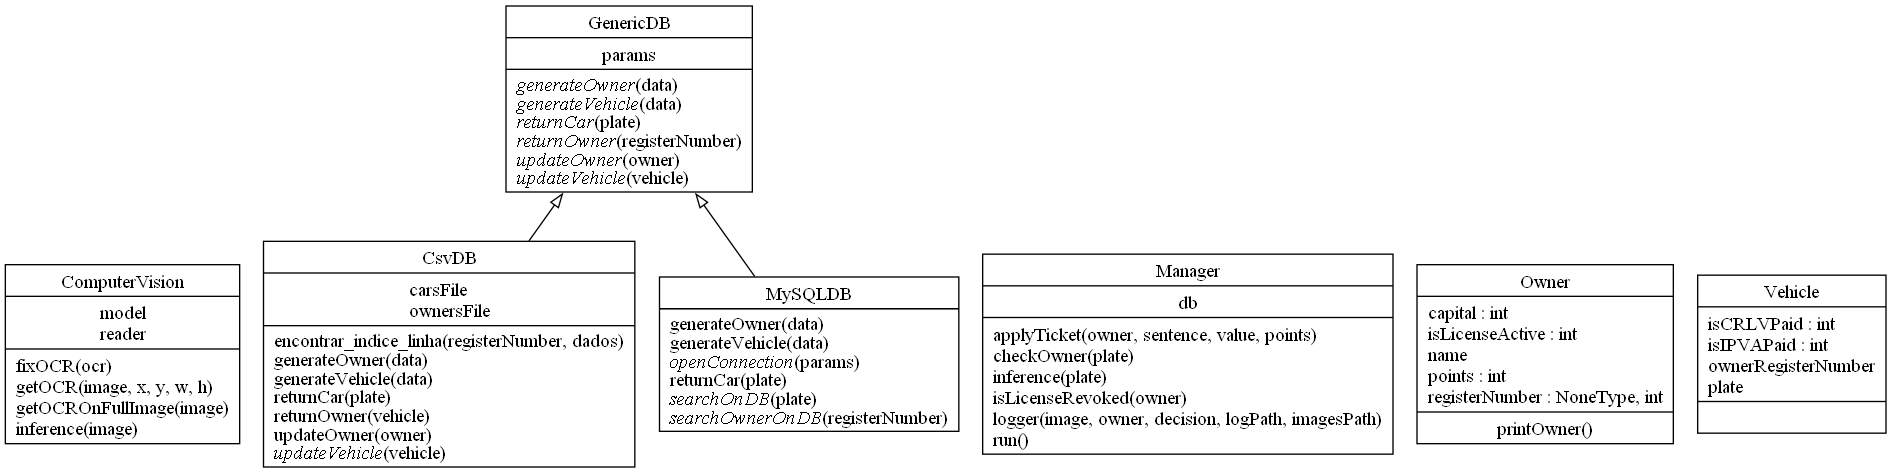 GenericDB
params
generateOwner(data)
generateVehicle(data)
returnCar(plate)
returnOwner(registerNumber)
updateOwner(owner)
updateVehicle(vehicle)
ComputerVision
model
reader
fixOCR(ocr)
getOCR(image, x, y, w, h)
getOCROnFullImage(image)
inference(image)
CsvDB
carsFile
ownersFile
encontrar_indice_linha(registerNumber, dados)
generateOwner(data)
generateVehicle(data)
returnCar(plate)
returnOwner(vehicle)
updateOwner(owner)
updateVehicle(vehicle)
MySQLDB
generateOwner(data)
generateVehicle(data)
openConnection(params)
returnCar(plate)
searchOnDB(plate)
searchOwnerOnDB(registerNumber)
Manager
db
applyTicket(owner, sentence, value, points)
checkOwner(plate)
inference(plate)
isLicenseRevoked(owner)
logger(image, owner, decision, logPath, imagesPath)
run()
Owner
capital : int
isLicenseActive : int
name
points : int
registerNumber : NoneType, int
printOwner()
Vehicle
isCRLVPaid : int
isIPVAPaid : int
ownerRegisterNumber
plate